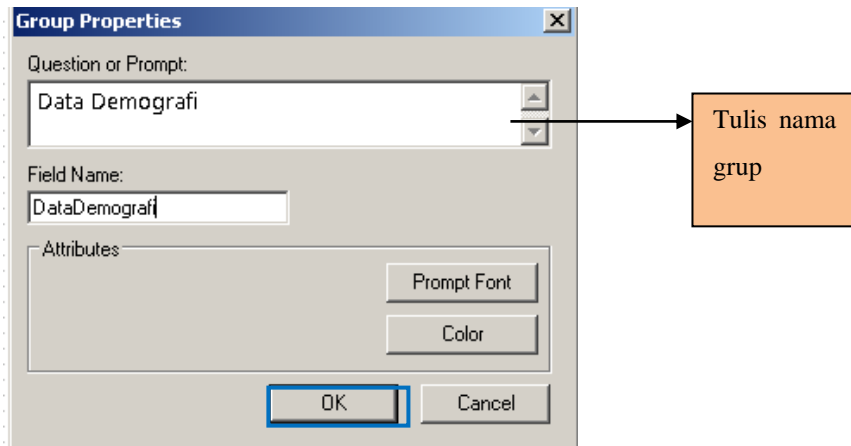 Group Properties
Question or Prompt:
Data Demografi
Tulis nama
grup
Field Name:
DataDemografi
Attributes
Prompt Font
Color
OK
Cancel